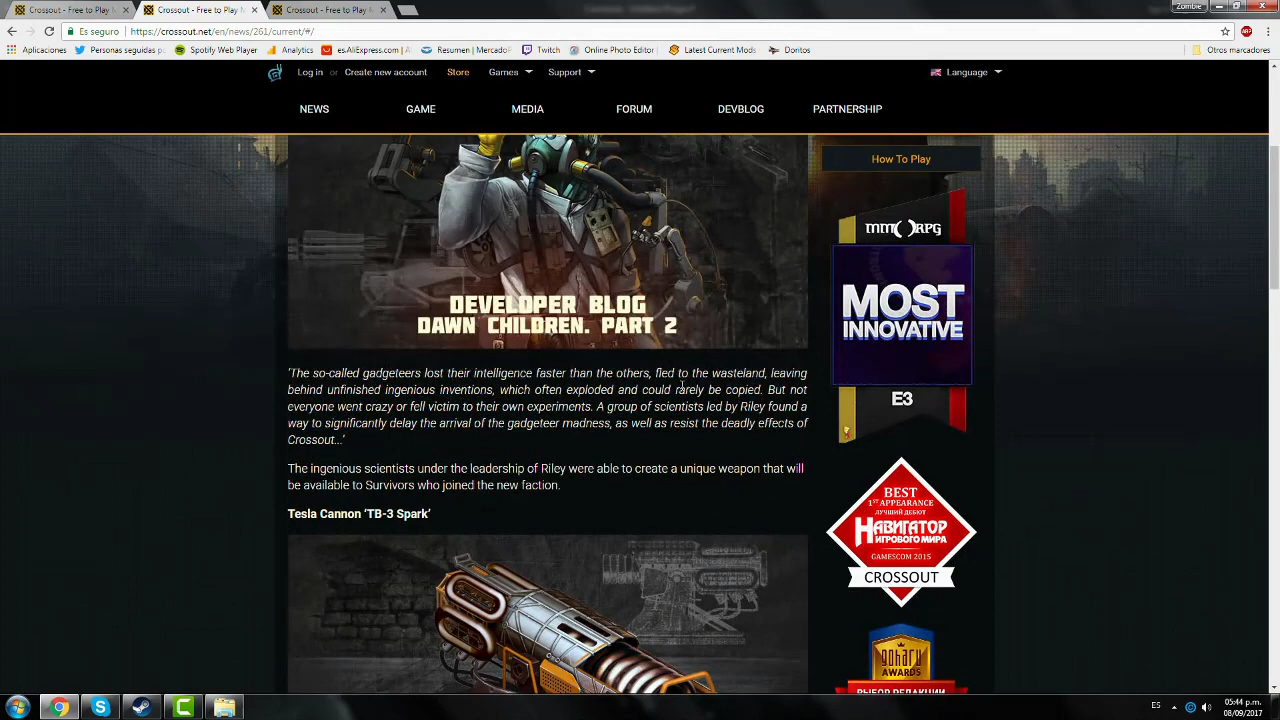 Crossout - Free to Play M
Crossout - Free to Play M
Crossout - Free to Play M
Zombie
Es seguro https://crossout.net/en/news/261/current/#/
Aplicaciones Personas seguidas po Spotify Web Player Analytics es.AliExpress.com | A Resumen | MercadoP Twitch Online Photo Editor | Latest Current Mods Doritos Otros marcadores
Log in or Create new account Store Games Support Language
NEWS GAME MEDIA FORUM DEVBLOG PARTNERSHIP
DEVELOPER BLOG
DAWN CHILDREN. PART 2
'The so-called gadgeteers lost their intelligence faster than the others, fled to the wasteland, leaving
behind unfinished ingenious inventions, which often exploded and could rarely be copied. But not
everyone went crazy or fell victim to their own experiments. A group of scientists led by Riley found a
way to significantly delay the arrival of the gadgeteer madness, as well as resist the deadly effects of
Crossout...'
The ingenious scientists under the leadership of Riley were able to create a unique weapon that will
be available to Survivors who joined the new faction.
Tesla Cannon ‘TB-3 Spark’
How To Play
MMORPG
MOST
INNOVATIVE
E3
BEST
1ST APPEARANCE
ЛУЧШИЙ ДЕБЮТ
НАВИГАТОР
ИГРОВОГО МИРА
GAMESCOM 2015
CROSSOUT
goharu
AWARDS
ВЫБОР РЕДАКЦИИ
ES
05:44 p.m.
08/09/2017